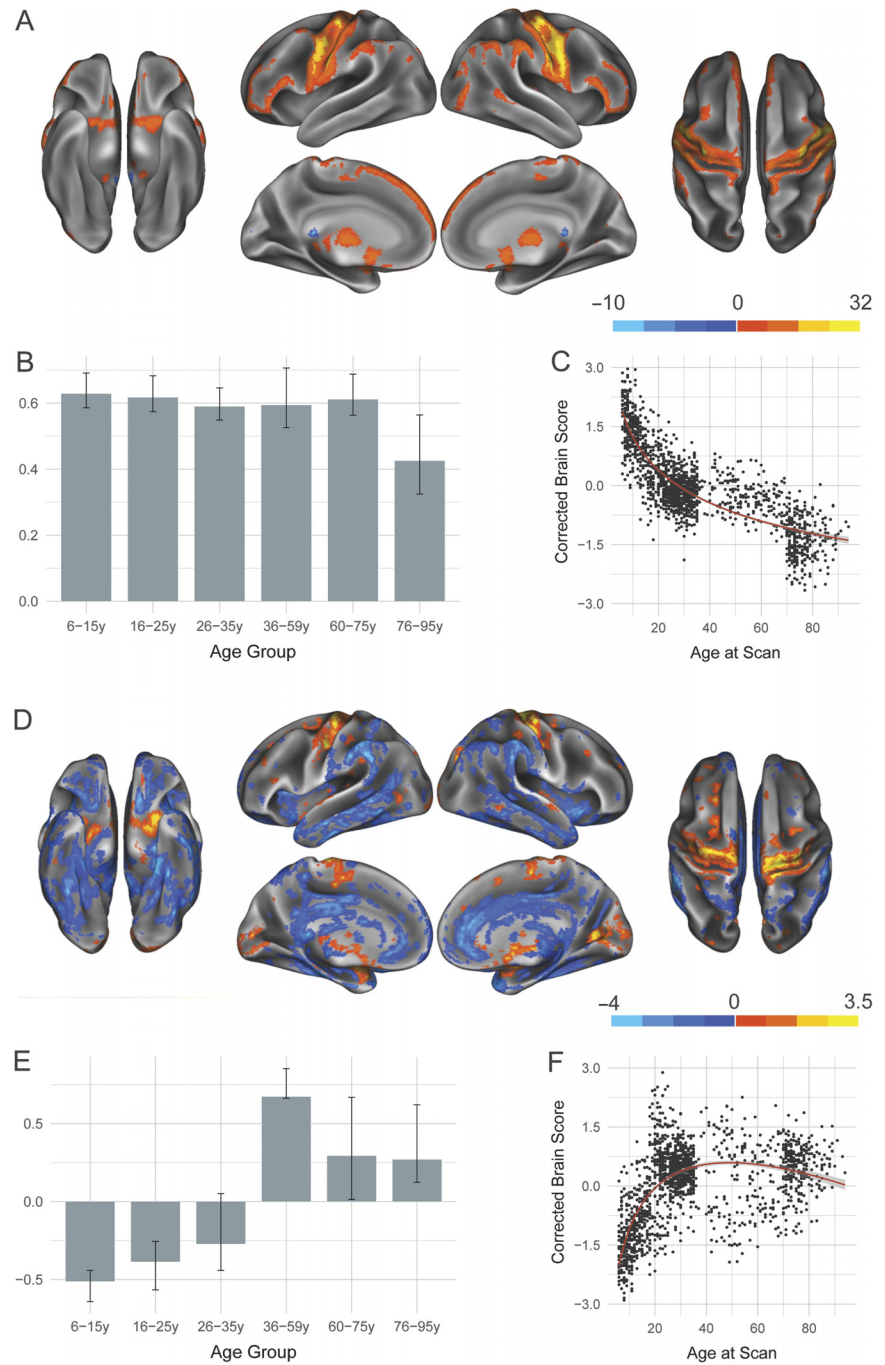 A
−10 0 32
B
0.6
0.4
0.2
0.0
6−15y 16−25y 26−35y 36−59y 60−75y 76−95y
Age Group
C
Corrected Brain Score
3.0
1.5
0.0
−1.5
−3.0
20 40 60 80
Age at Scan
D
−4 0 3.5
E
0.5
0.0
−0.5
6−15y 16−25y 26−35y 36−59y 60−75y 76−95y
Age Group
F
Corrected Brain Score
3.0
1.5
0.0
−1.5
−3.0
20 40 60 80
Age at Scan